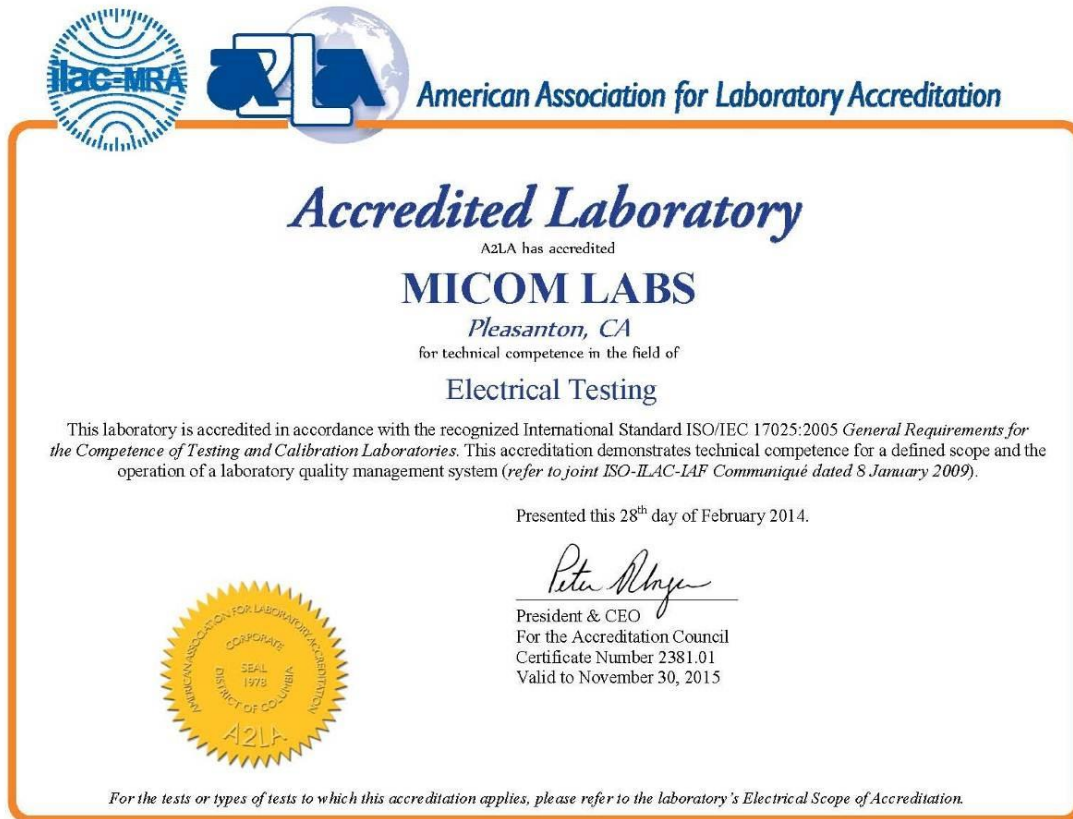 ilac-MRA
A2LA
American Association for Laboratory Accreditation
Accredited Laboratory
A2LA has accredited
MICOM LABS
Pleasanton, CA
for technical competence in the field of
Electrical Testing
This laboratory is accredited in accordance with the recognized International Standard ISO/IEC 17025:2005 General Requirements for
the Competence of Testing and Calibration Laboratories. This accreditation demonstrates technical competence for a defined scope and the
operation of a laboratory quality management system (refer to joint ISO-ILAC-IAF Communiqué dated 8 January 2009).
Presented this 28th day of February 2014.
President & CEO
For the Accreditation Council
Certificate Number 2381.01
Valid to November 30, 2015
AMERICAN ASSOCIATION FOR LABORATORY ACCREDITATION
CORPORATE
SEAL
1978
DISTRICT OF COLUMBIA
A2LA
For the tests or types of tests to which this accreditation applies, please refer to the laboratory's Electrical Scope of Accreditation.